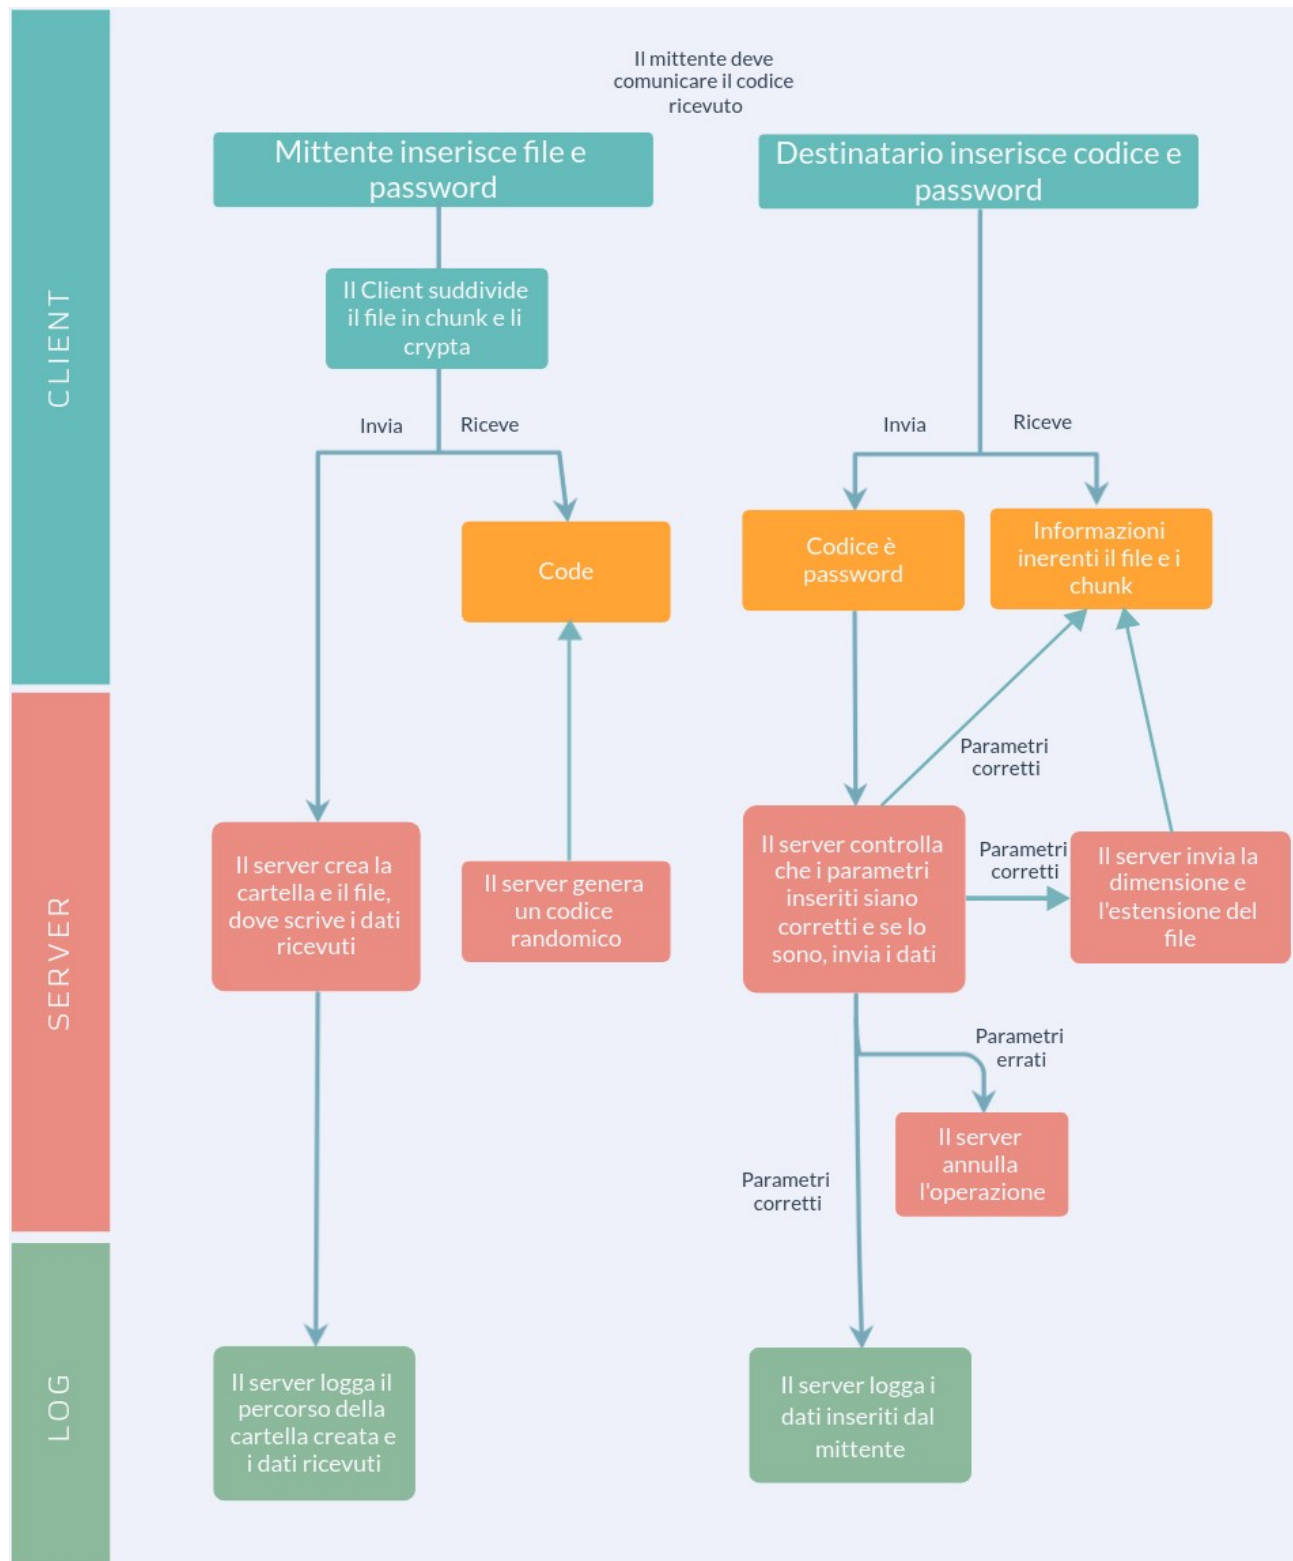 Il mittente deve
comunicare il codice
ricevuto
Mittente inserisce file e
password
Destinatario inserisce codice e
password
CLIENT
Il Client suddivide
il file in chunk e li
crypta
Invia
Riceve
Invia
Riceve
Code
Codice è
password
Informazioni
inerenti il file e i
chunk
Parametri
corretti
SERVER
Il server crea la
cartella e il file,
dove scrive i dati
ricevuti
Il server genera
un codice
randomico
Il server controlla
che i parametri
inseriti siano
corretti e se lo
sono, invia i dati
Parametri
corretti
Il server invia la
dimensione e
l'estensione del
file
Parametri
errati
Il server
annulla
l'operazione
Parametri
corretti
LOG
Il server logga il
percorso della
cartella creata e
i dati ricevuti
Il server logga i
dati inseriti dal
mittente